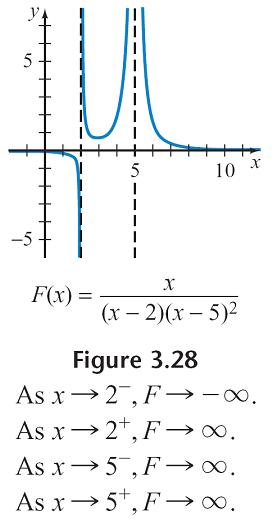 y
5
5
10
x
−5
F(x) = x / (x − 2)(x − 5)²
Figure 3.28
As x → 2⁻, F → −∞.
As x → 2⁺, F → ∞.
As x → 5⁻, F → ∞.
As x → 5⁺, F → ∞.